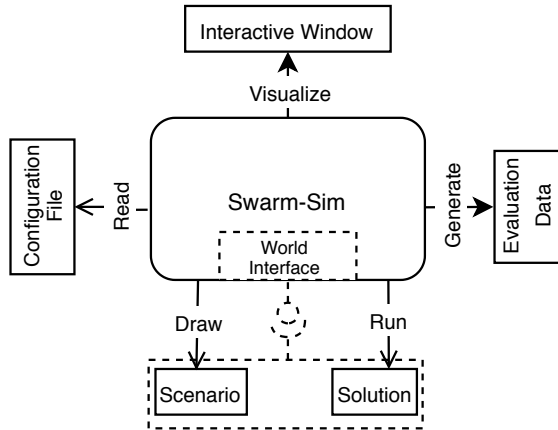 Interactive Window
Visualize
Configuration
File
Read
Swarm-Sim
Generate
Evaluation
Data
World
Interface
Draw
Run
Scenario
Solution